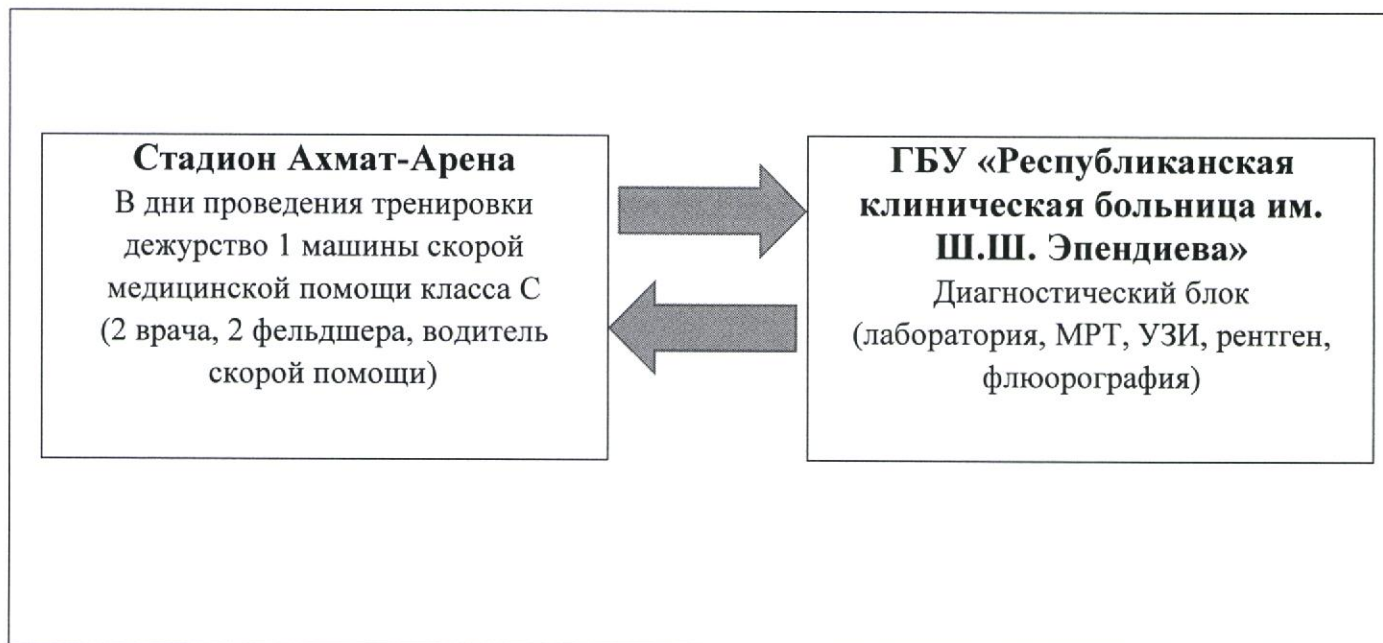 Стадион Ахмат-Арена
В дни проведения тренировки
дежурство 1 машины скорой
медицинской помощи класса С
(2 врача, 2 фельдшера, водитель
скорой помощи)
ГБУ «Республиканская
клиническая больница им.
Ш.Ш. Эпендиева»
Диагностический блок
(лаборатория, МРТ, УЗИ, рентген,
флюорография)